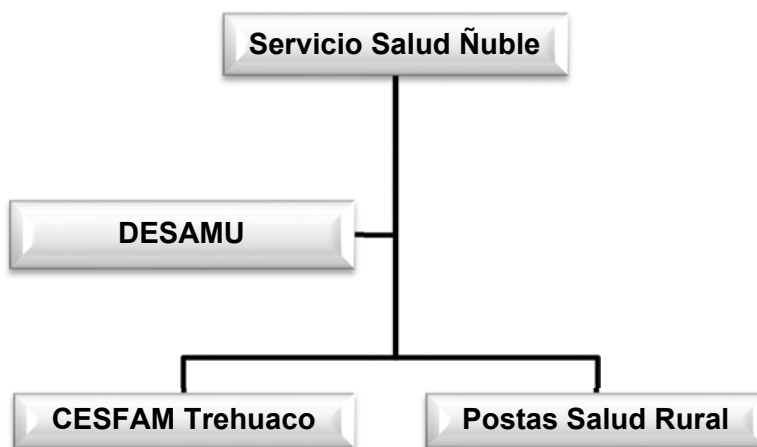 Servicio Salud Ñuble
DESAMU
CESFAM Trehuaco
Postas Salud Rural